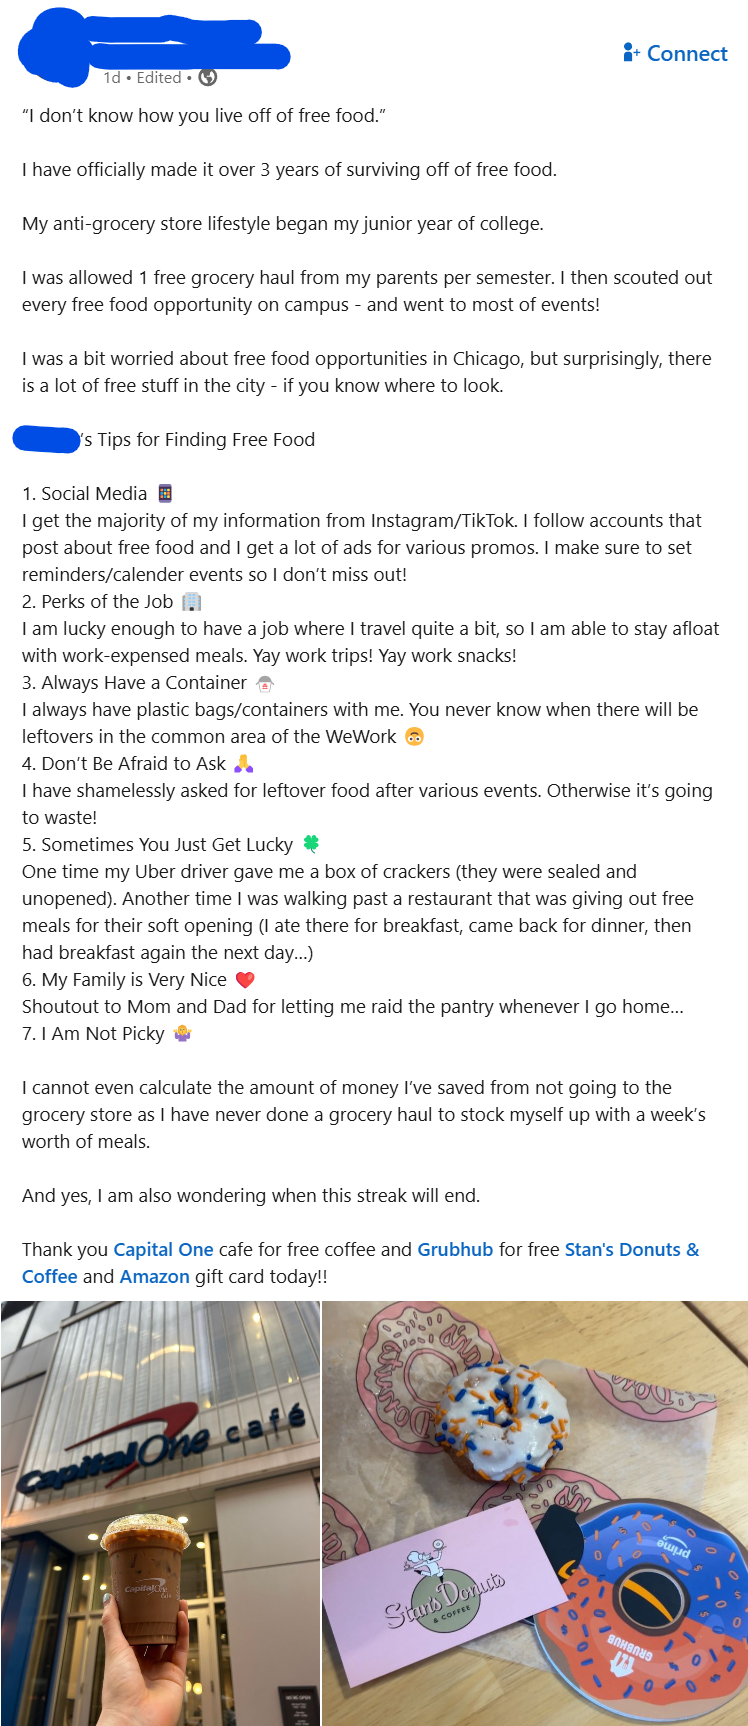 1d • Edited •
Connect
“I don’t know how you live off of free food.”
I have officially made it over 3 years of surviving off of free food.
My anti-grocery store lifestyle began my junior year of college.
I was allowed 1 free grocery haul from my parents per semester. I then scouted out
every free food opportunity on campus - and went to most of events!
I was a bit worried about free food opportunities in Chicago, but surprisingly, there
is a lot of free stuff in the city - if you know where to look.
’s Tips for Finding Free Food
1. Social Media 📱
I get the majority of my information from Instagram/TikTok. I follow accounts that
post about free food and I get a lot of ads for various promos. I make sure to set
reminders/calender events so I don’t miss out!
2. Perks of the Job 🏢
I am lucky enough to have a job where I travel quite a bit, so I am able to stay afloat
with work-expensed meals. Yay work trips! Yay work snacks!
3. Always Have a Container
I always have plastic bags/containers with me. You never know when there will be
leftovers in the common area of the WeWork 🙃
4. Don’t Be Afraid to Ask 🙏
I have shamelessly asked for leftover food after various events. Otherwise it’s going
to waste!
5. Sometimes You Just Get Lucky 🍀
One time my Uber driver gave me a box of crackers (they were sealed and
unopened). Another time I was walking past a restaurant that was giving out free
meals for their soft opening (I ate there for breakfast, came back for dinner, then
had breakfast again the next day...)
6. My Family is Very Nice ❤️
Shoutout to Mom and Dad for letting me raid the pantry whenever I go home...
7. I Am Not Picky 🤷
I cannot even calculate the amount of money I’ve saved from not going to the
grocery store as I have never done a grocery haul to stock myself up with a week’s
worth of meals.
And yes, I am also wondering when this streak will end.
Thank you Capital One cafe for free coffee and Grubhub for free Stan's Donuts &
Coffee and Amazon gift card today!!
Capital One café
Capital One
Cafe
Stan's Donuts
& COFFEE
prime
GRUBHUB